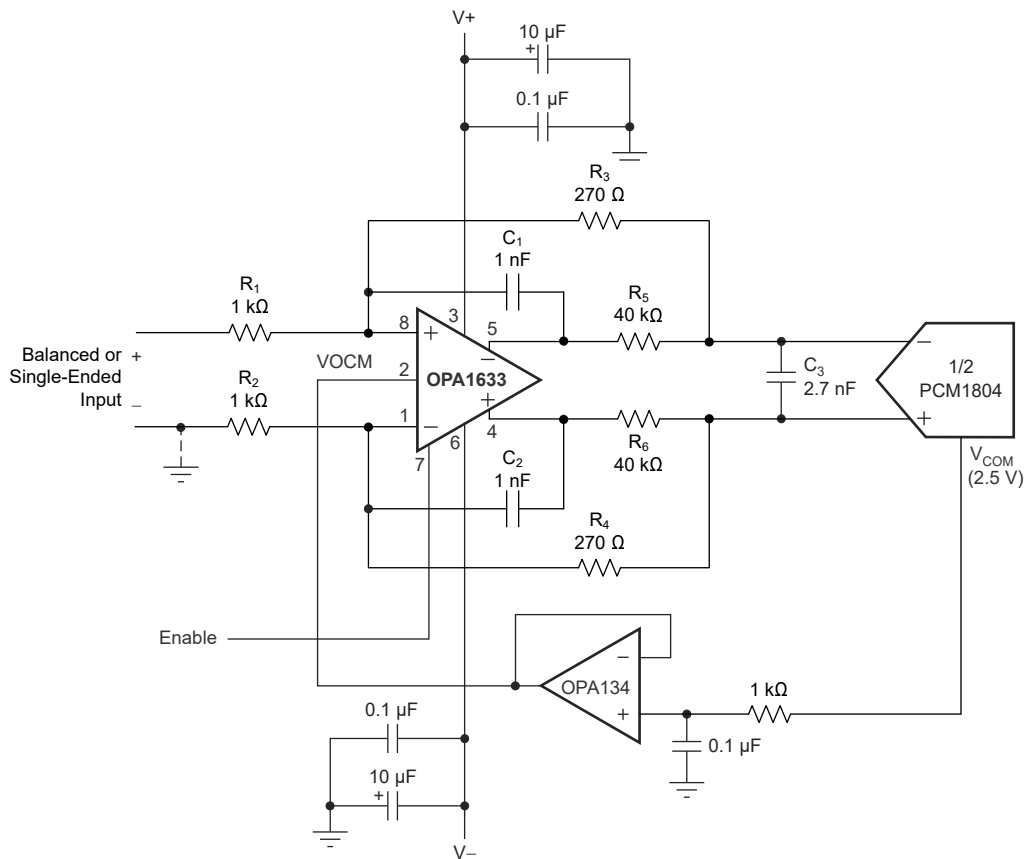 V+
10 µF
+
0.1 µF
R3
270 Ω
C1
1 nF
R1
1 kΩ
R5
40 kΩ
8
+
3
5
−
Balanced or
Single-Ended
Input
+
−
VOCM
2
OPA1633
R2
1 kΩ
1
−
+
4
6
7
C3
2.7 nF
−
1/2
PCM1804
+
R6
40 kΩ
C2
1 nF
VCOM
(2.5 V)
R4
270 Ω
Enable
−
OPA134
+
1 kΩ
0.1 µF
0.1 µF
10 µF
+
V−